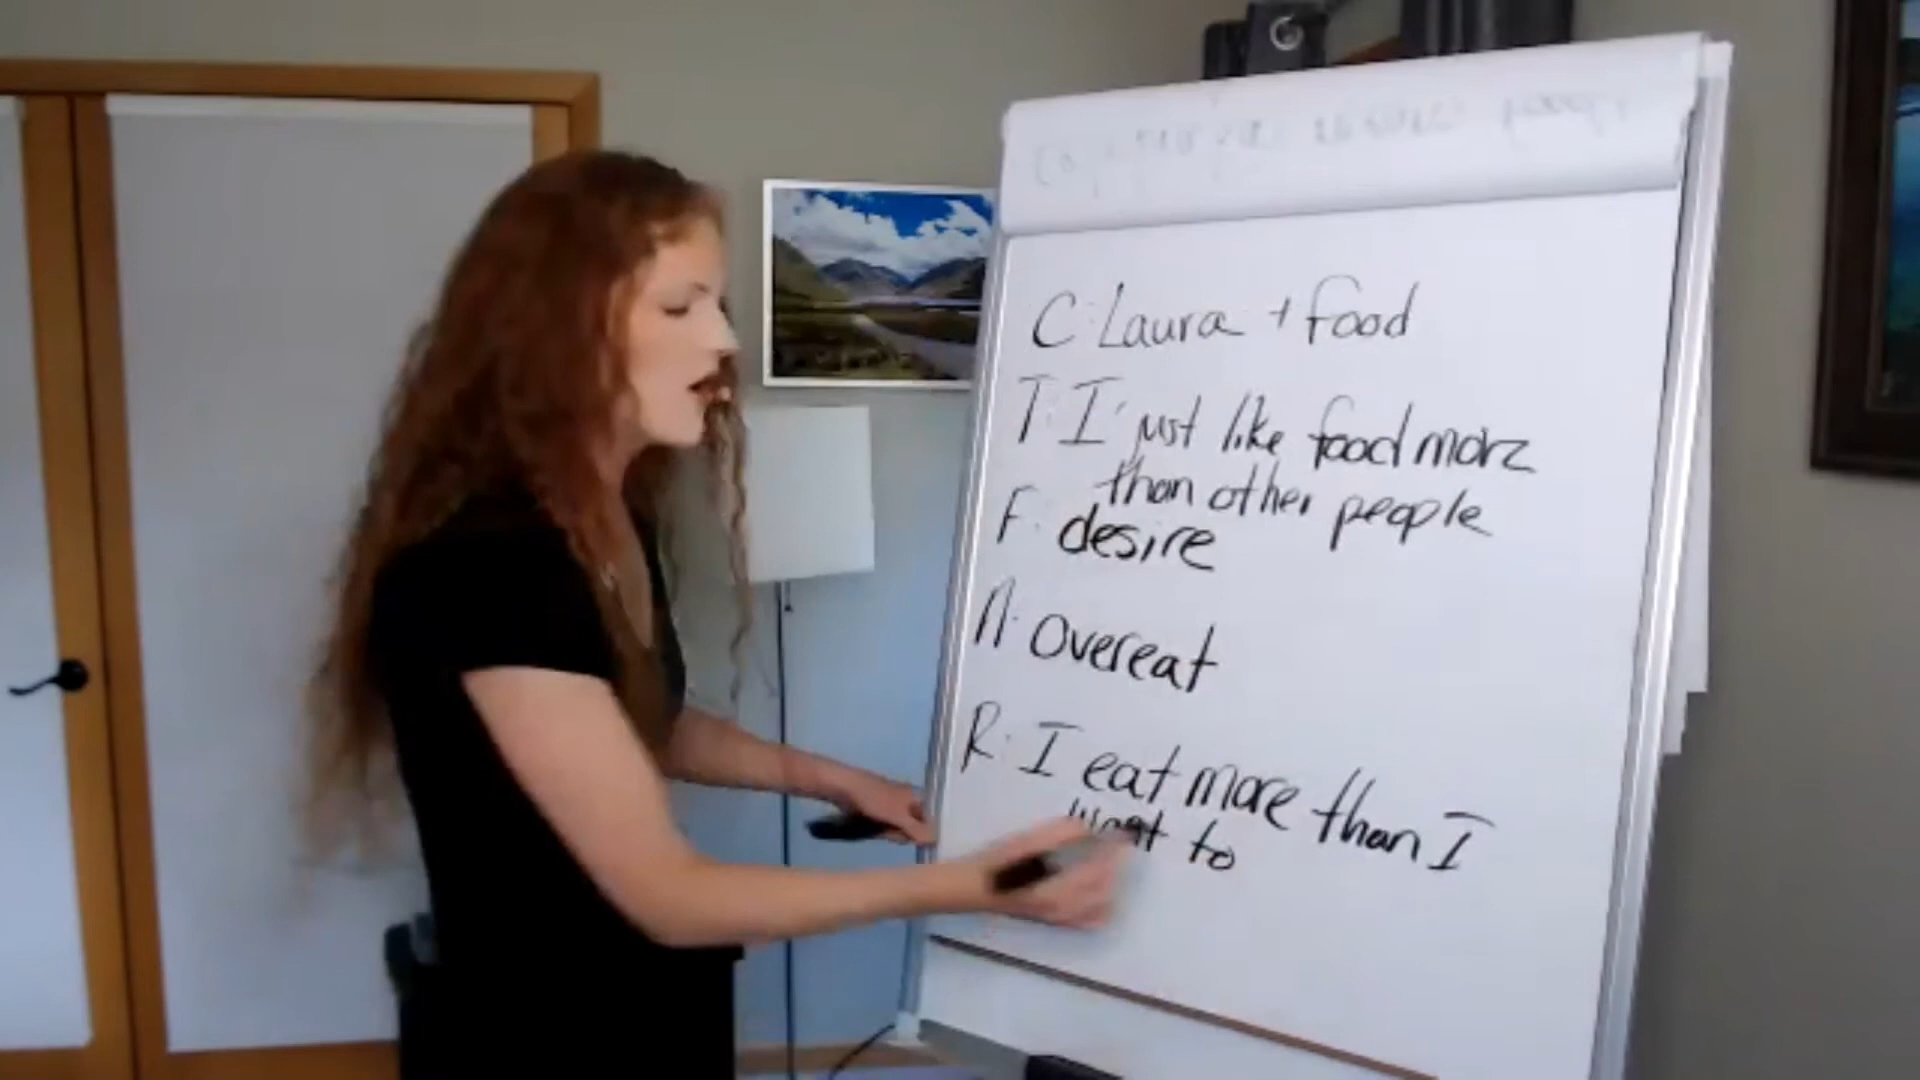 C: Laura + food
T: I just like food more
than other people
F: desire
A: overeat
R: I eat more than I
want to